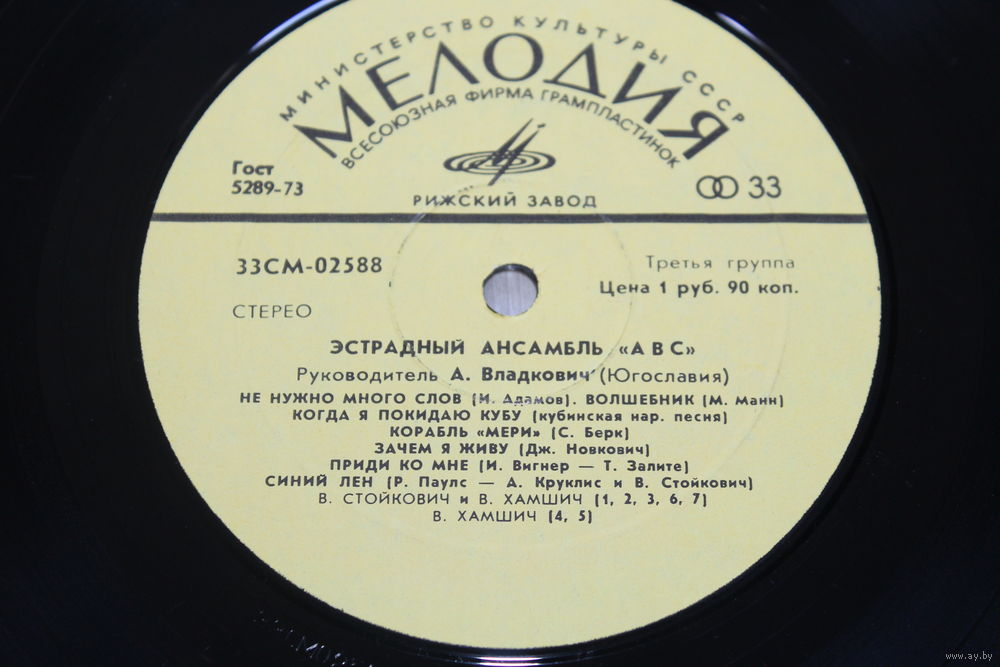 МИНИСТЕРСТВО КУЛЬТУРЫ СССР
МЕЛОДИЯ
ВСЕСОЮЗНАЯ ФИРМА ГРАМПЛАСТИНОК
Гост
5289-73
РИЖСКИЙ ЗАВОД
33
33СМ-02588
Третья группа
Цена 1 руб. 90 коп.
СТЕРЕО
ЭСТРАДНЫЙ АНСАМБЛЬ «А В С»
Руководитель А. Владкович (Югославия)
НЕ НУЖНО МНОГО СЛОВ (И. Адамов). ВОЛШЕБНИК (М. Манн)
КОГДА Я ПОКИДАЮ КУБУ (кубинская нар. песня)
КОРАБЛЬ «МЕРИ» (С. Берк)
ЗАЧЕМ Я ЖИВУ (Дж. Новкович)
ПРИДИ КО МНЕ (И. Вигнер — Т. Залите)
СИНИЙ ЛЕН (Р. Паулс — А. Круклис и В. Стойкович)
В. СТОЙКОВИЧ и В. ХАМШИЧ (1, 2, 3, 6, 7)
В. ХАМШИЧ (4, 5)
www.ay.by